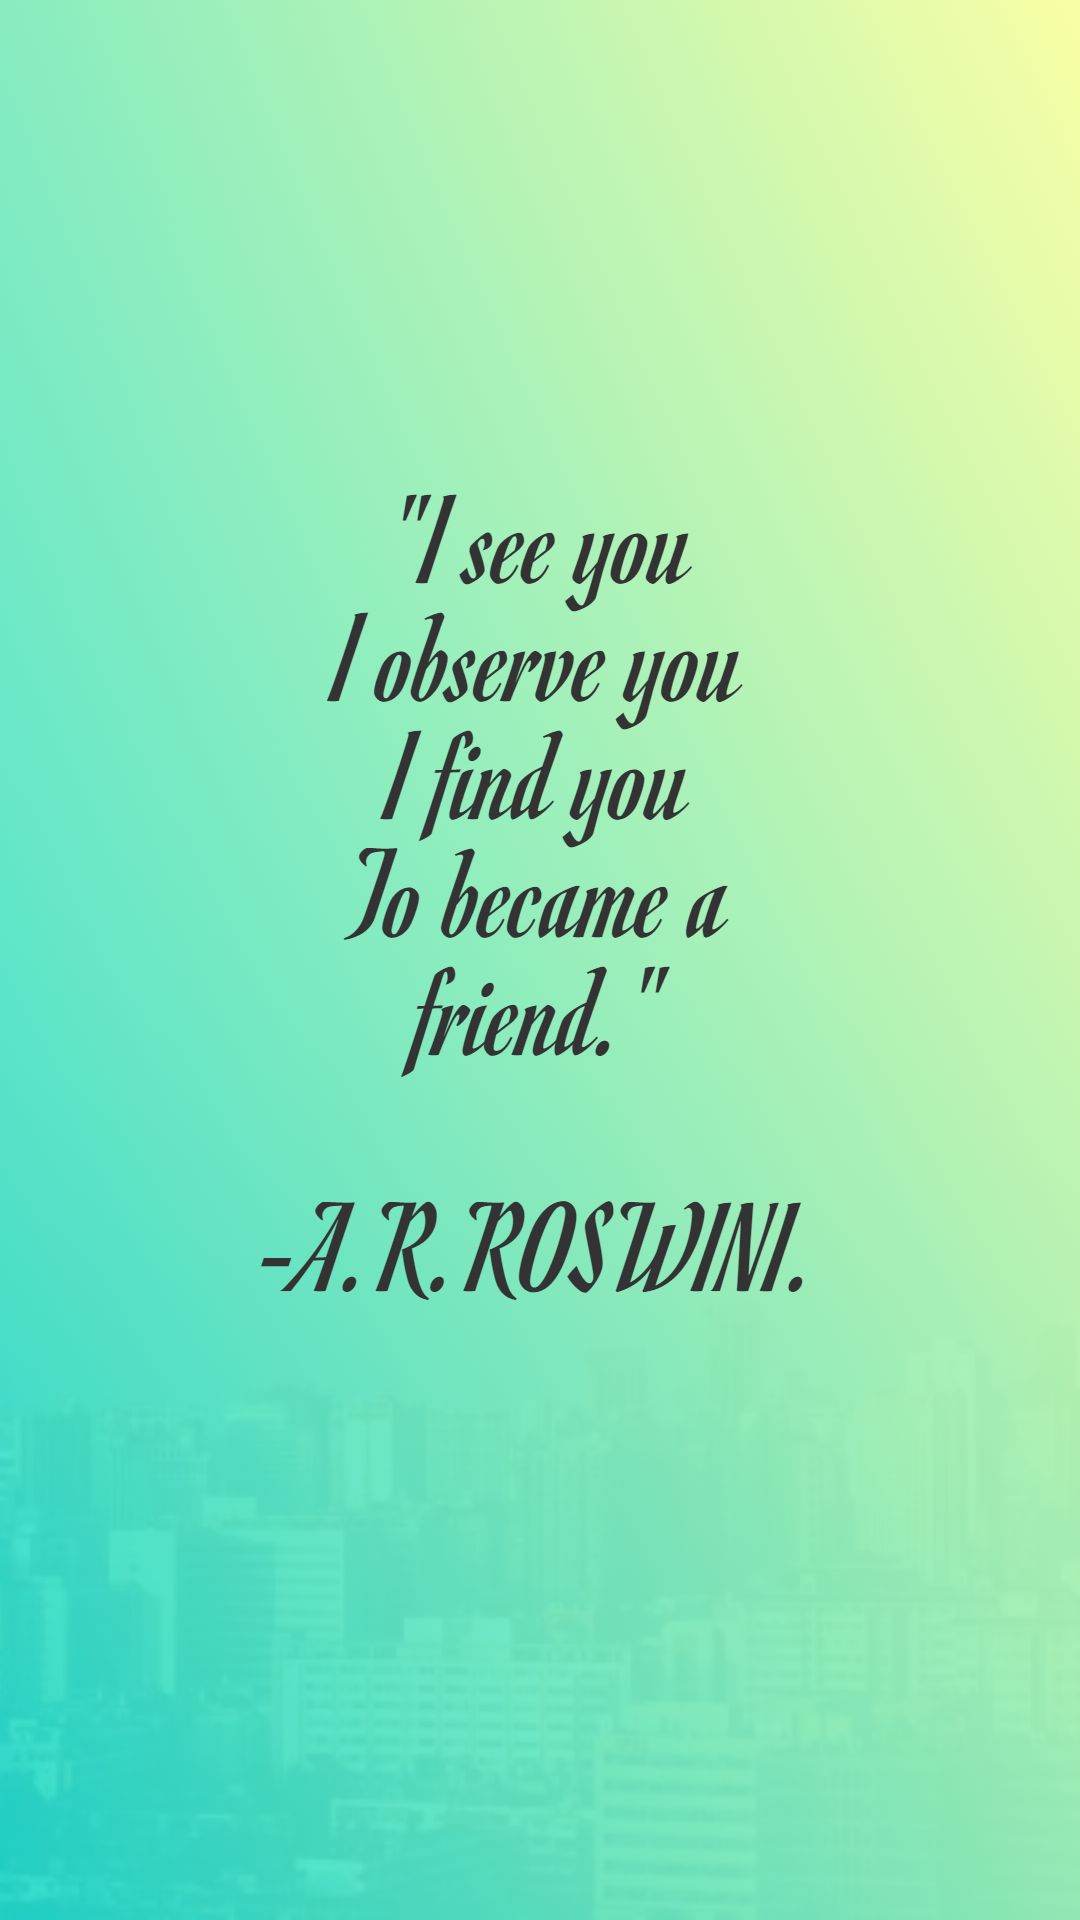 "I see you
I observe you
I find you
To became a
friend."
-A.R.ROSWINI.